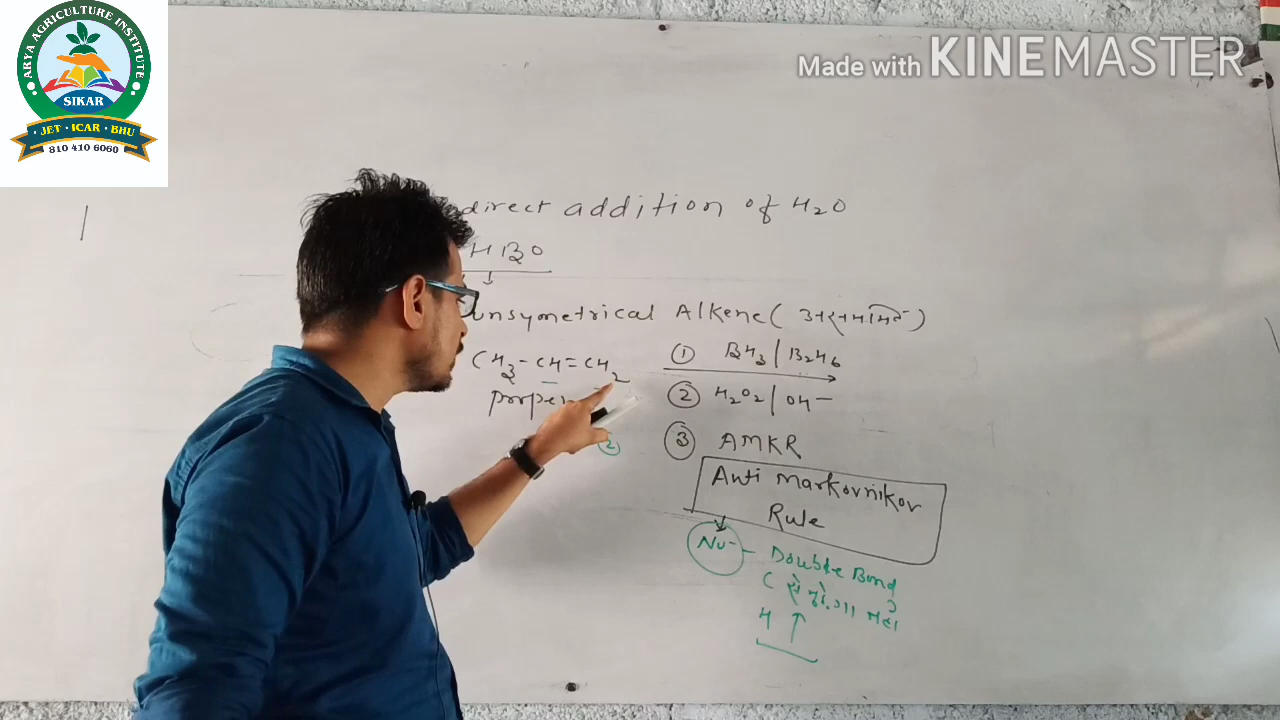 ARYA AGRICULTURE INSTITUTE
SIKAR
JET · ICAR · BHU
810 410 6060
Made with KINEMASTER
direct addition of H2O
HBO
unsymetrical Alkene (
CH3 - CH = CH2
① BH3 | B2H6
② H2O2 | OH-
③ AMKR
Anti Markovnikov
Rule
②
Nu- - Double Bond
C से
H ↑